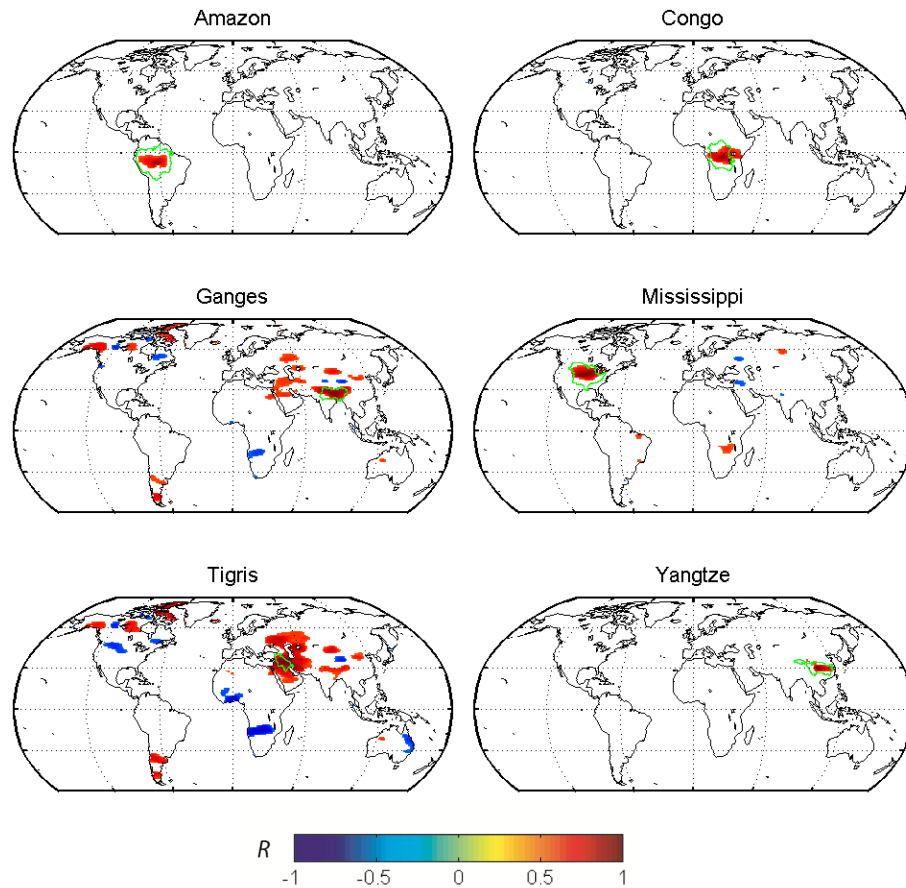 Amazon
Congo
Ganges
Mississippi
Tigris
Yangtze
R
-1 -0.5 0 0.5 1